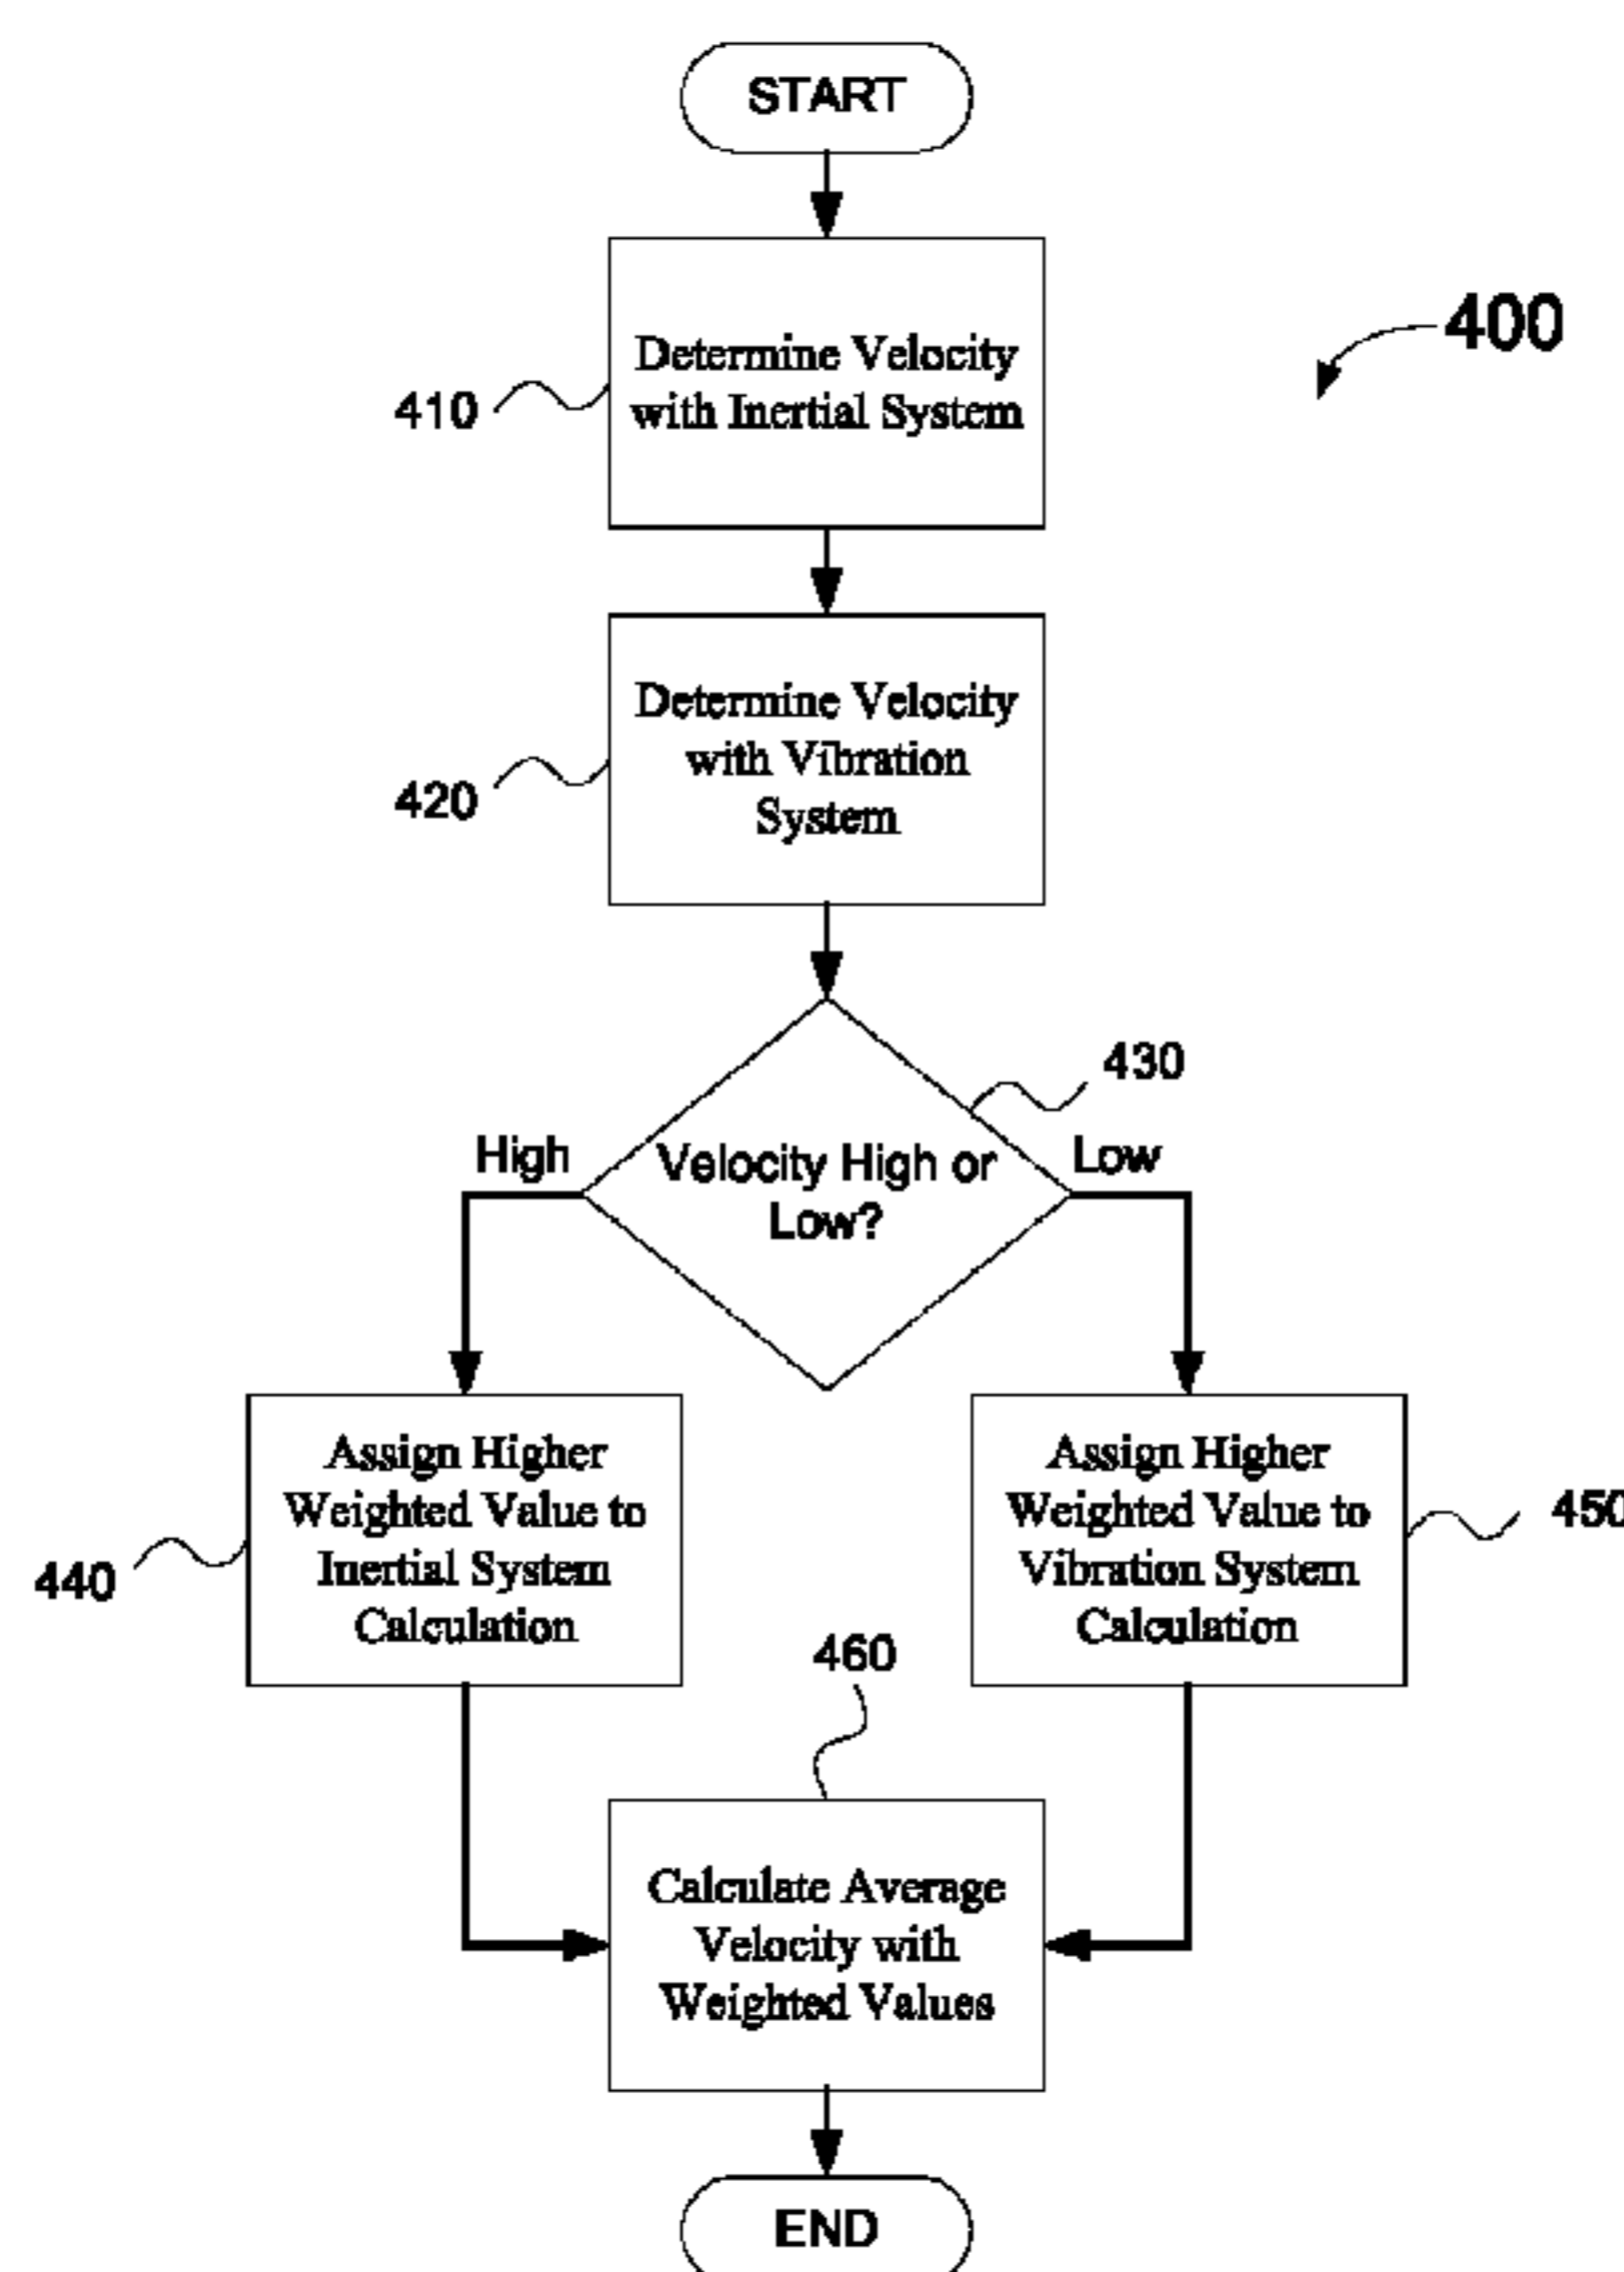 START
400
Determine Velocity
with Inertial System
410
Determine Velocity
with Vibration
System
420
430
High
Velocity High or
Low?
Low
Assign Higher
Weighted Value to
Inertial System
Calculation
440
Assign Higher
Weighted Value to
Vibration System
Calculation
450
460
Calculate Average
Velocity with
Weighted Values
END